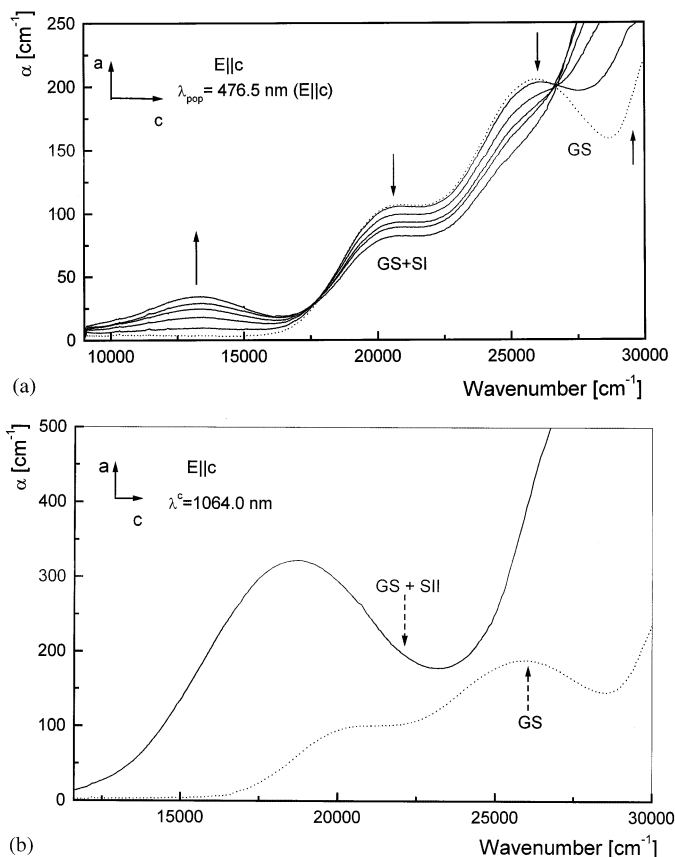 α [cm⁻¹]
250
200
150
100
50
0
a
c
E||c
λpop= 476.5 nm (E||c)
GS
GS+SI
10000 15000 20000 25000 30000
(a)
Wavenumber [cm⁻¹]
α [cm⁻¹]
500
400
300
200
100
0
a
c
E||c
λᶜ=1064.0 nm
GS + SII
GS
15000 20000 25000 30000
(b)
Wavenumber [cm⁻¹]